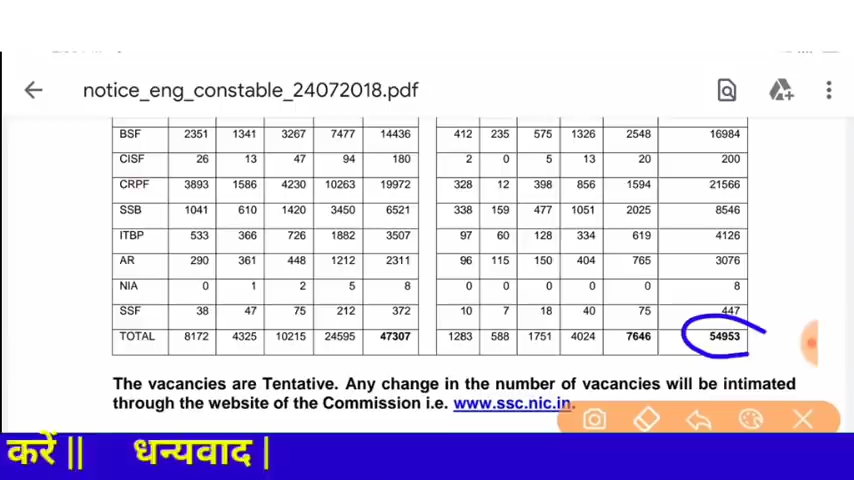 notice_eng_constable_24072018.pdf
BSF 2351 1341 3267 7477 14436 412 235 575 1326 2548 16984
CISF 26 13 47 94 180 2 0 5 13 20 200
CRPF 3893 1586 4230 10263 19972 328 12 398 856 1594 21566
SSB 1041 610 1420 3450 6521 338 159 477 1051 2025 8546
ITBP 533 366 726 1882 3507 97 60 128 334 619 4126
AR 290 361 448 1212 2311 96 115 150 404 765 3076
NIA 0 1 2 5 8 0 0 0 0 0 8
SSF 38 47 75 212 372 10 7 18 40 75 447
TOTAL 8172 4325 10215 24595 47307 1283 588 1751 4024 7646 54953
The vacancies are Tentative. Any change in the number of vacancies will be intimated
through the website of the Commission i.e. www.ssc.nic.in.
करें || धन्यवाद |